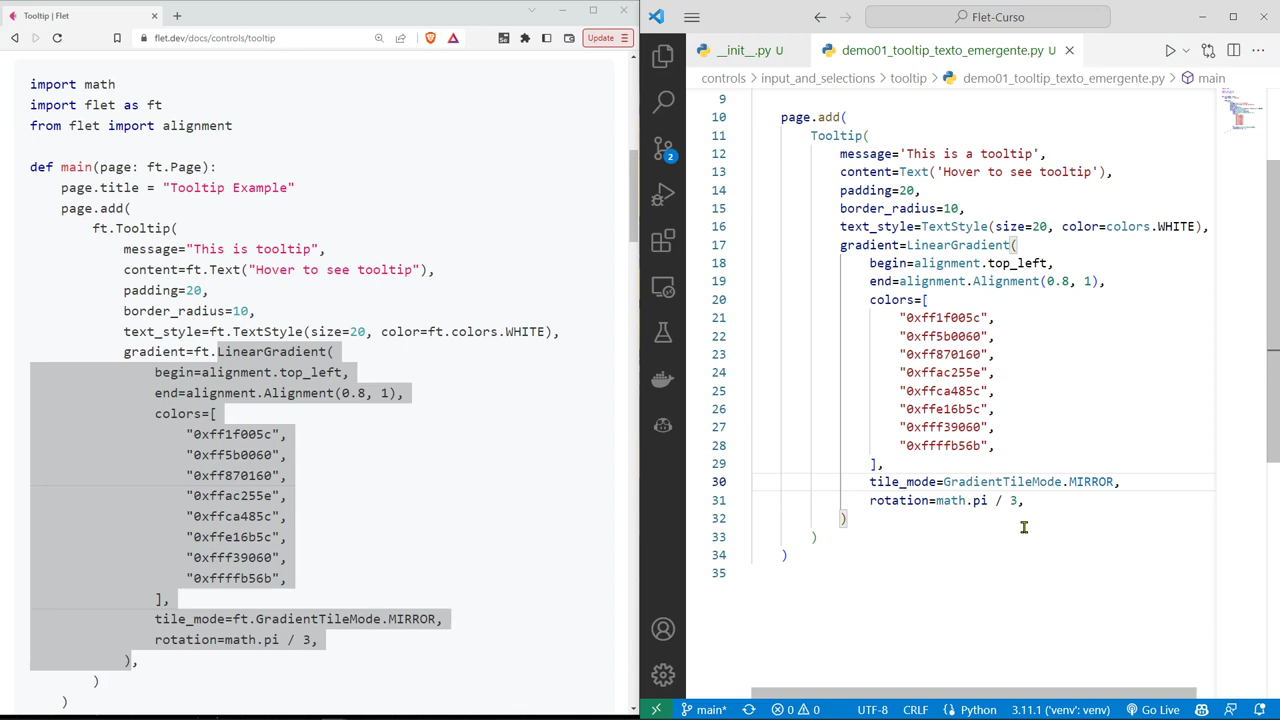 Tooltip | Flet
flet.dev/docs/controls/tooltip
Update
import math
import flet as ft
from flet import alignment
def main(page: ft.Page):
page.title = "Tooltip Example"
page.add(
ft.Tooltip(
message="This is tooltip",
content=ft.Text("Hover to see tooltip"),
padding=20,
border_radius=10,
text_style=ft.TextStyle(size=20, color=ft.colors.WHITE),
gradient=ft.LinearGradient(
begin=alignment.top_left,
end=alignment.Alignment(0.8, 1),
colors=[
"0xff1f005c",
"0xff5b0060",
"0xff870160",
"0xffac255e",
"0xffca485c",
"0xffe16b5c",
"0xfff39060",
"0xffffb56b",
],
tile_mode=ft.GradientTileMode.MIRROR,
rotation=math.pi / 3,
),
)
)
Flet-Curso
__init__.py U
demo01_tooltip_texto_emergente.py U
controls > input_and_selections > tooltip > demo01_tooltip_texto_emergente.py > main
9
10 page.add(
11 Tooltip(
12 message='This is a tooltip',
13 content=Text('Hover to see tooltip'),
14 padding=20,
15 border_radius=10,
16 text_style=TextStyle(size=20, color=colors.WHITE),
17 gradient=LinearGradient(
18 begin=alignment.top_left,
19 end=alignment.Alignment(0.8, 1),
20 colors=[
21 "0xff1f005c",
22 "0xff5b0060",
23 "0xff870160",
24 "0xffac255e",
25 "0xffca485c",
26 "0xffe16b5c",
27 "0xfff39060",
28 "0xffffb56b",
29 ],
30 tile_mode=GradientTileMode.MIRROR,
31 rotation=math.pi / 3,
32 )
33 )
34 )
35
2
main* 0 0 UTF-8 CRLF Python 3.11.1 ('venv': venv) Go Live